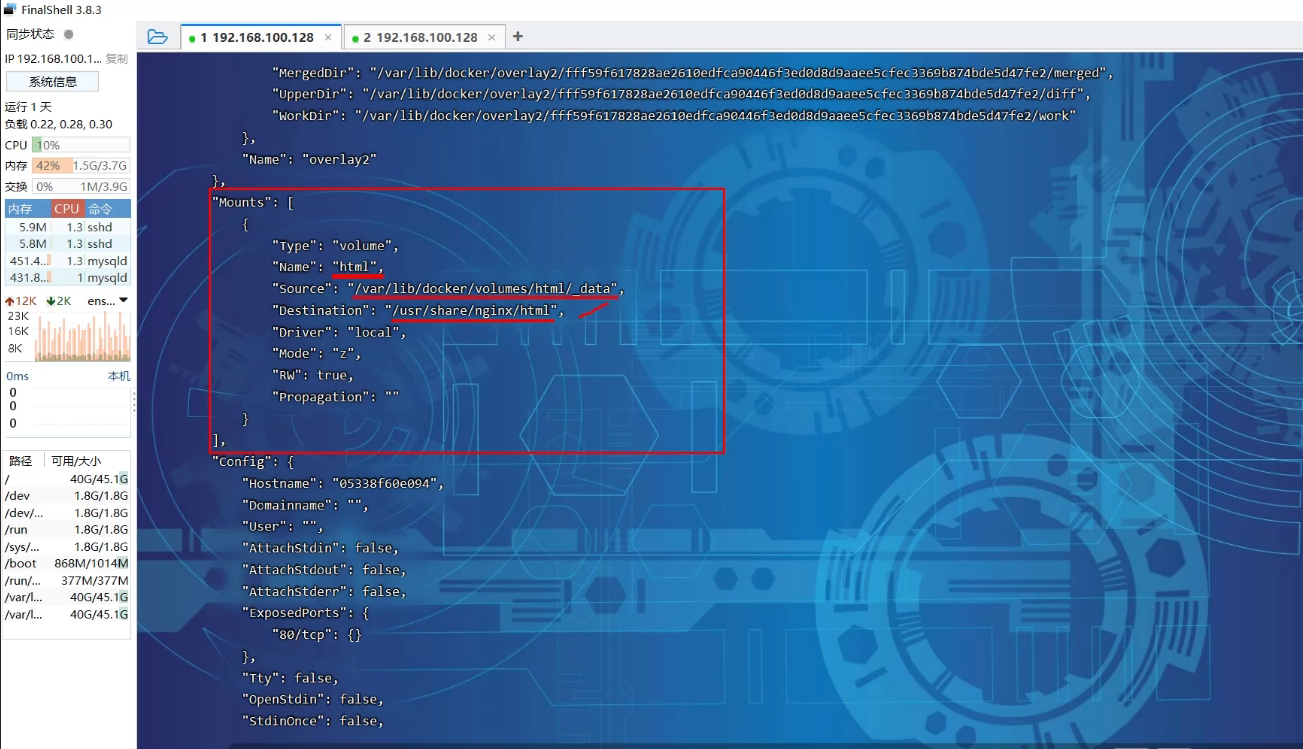 FinalShell 3.8.3
同步状态
IP 192.168.100.1... 复制
系统信息
运行 1 天
负载 0.22, 0.28, 0.30
CPU 10%
内存 42% 1.5G/3.7G
交换 0% 1M/3.9G
内存 CPU 命令
5.9M 1.3 sshd
5.8M 1.3 sshd
451.4... 1.3 mysqld
431.8... 1 mysqld
12K 2K ens...
23K
16K
8K
0ms 本机
0
0
0
路径 可用/大小
/ 40G/45.1G
/dev 1.8G/1.8G
/dev/... 1.8G/1.8G
/run 1.8G/1.8G
/sys/... 1.8G/1.8G
/boot 868M/1014M
/run/... 377M/377M
/var/l... 40G/45.1G
/var/l... 40G/45.1G
1 192.168.100.128 × 2 192.168.100.128 × +
"MergedDir": "/var/lib/docker/overlay2/fff59f617828ae2610edfca90446f3ed0d8d9aaee5cfec3369b874bde5d47fe2/merged",
"UpperDir": "/var/lib/docker/overlay2/fff59f617828ae2610edfca90446f3ed0d8d9aaee5cfec3369b874bde5d47fe2/diff",
"WorkDir": "/var/lib/docker/overlay2/fff59f617828ae2610edfca90446f3ed0d8d9aaee5cfec3369b874bde5d47fe2/work"
},
"Name": "overlay2"
},
"Mounts": [
{
"Type": "volume",
"Name": "html",
"Source": "/var/lib/docker/volumes/html/_data",
"Destination": "/usr/share/nginx/html",
"Driver": "local",
"Mode": "z",
"RW": true,
"Propagation": ""
}
],
"Config": {
"Hostname": "05338f60e094",
"Domainname": "",
"User": "",
"AttachStdin": false,
"AttachStdout": false,
"AttachStderr": false,
"ExposedPorts": {
"80/tcp": {}
},
"Tty": false,
"OpenStdin": false,
"StdinOnce": false,